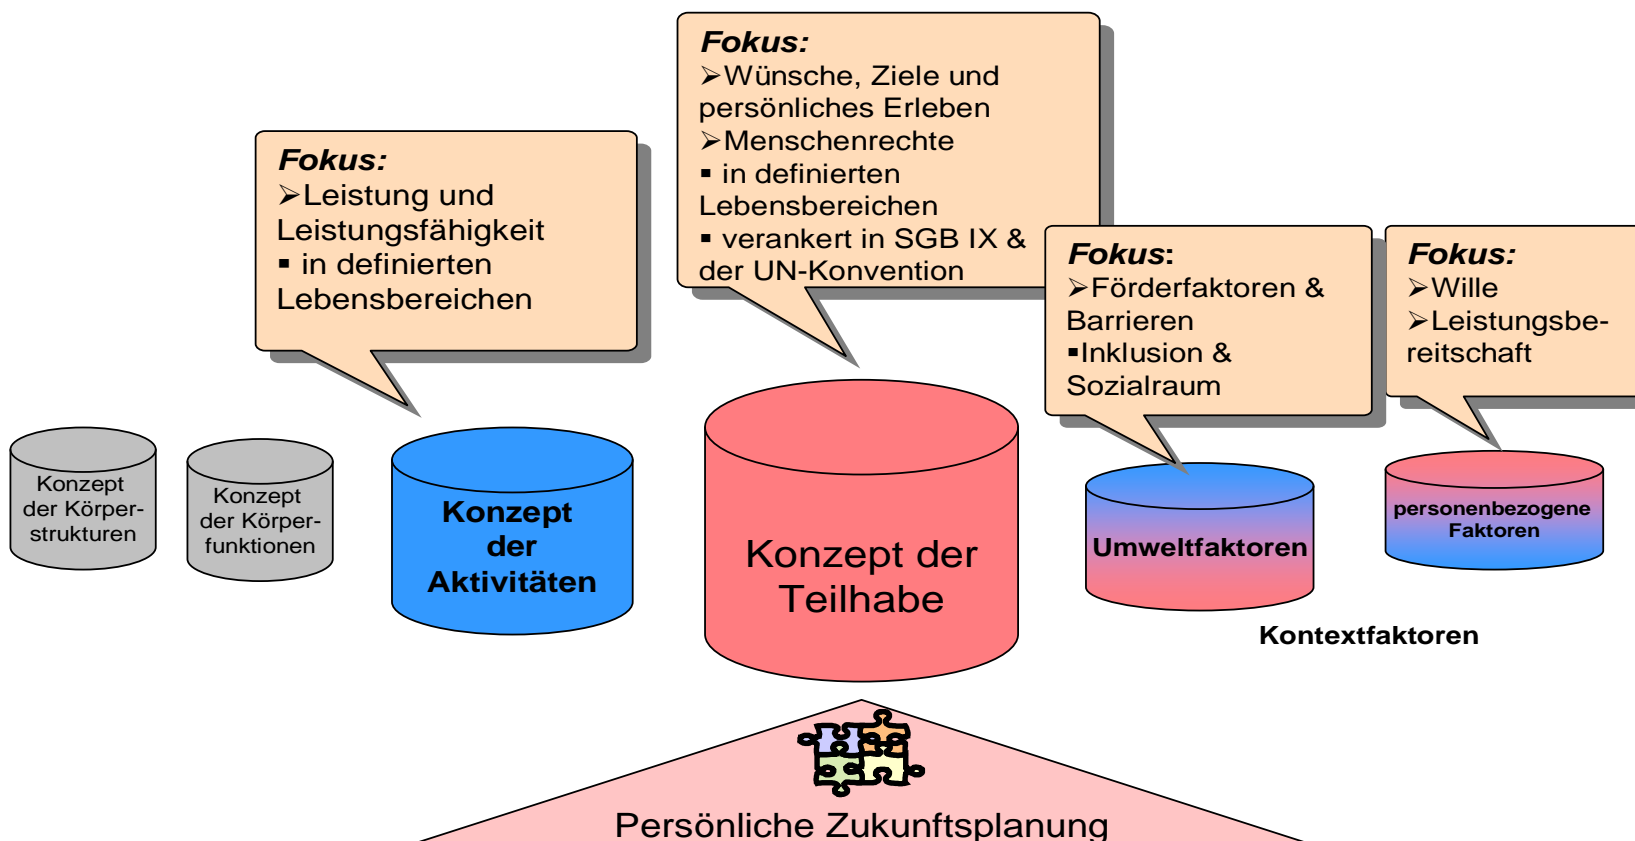 Fokus:
➢Wünsche, Ziele und
persönliches Erleben
➢Menschenrechte
▪ in definierten
Lebensbereichen
▪ verankert in SGB IX &
der UN-Konvention
Fokus:
➢Leistung und
Leistungsfähigkeit
▪ in definierten
Lebensbereichen
Fokus:
➢Förderfaktoren &
Barrieren
▪Inklusion &
Sozialraum
Fokus:
➢Wille
➢Leistungsbe-
reitschaft
Konzept
der Körper-
strukturen
Konzept
der Körper-
funktionen
Konzept
der
Aktivitäten
Konzept der
Teilhabe
Umweltfaktoren
personenbezogene
Faktoren
Kontextfaktoren
Persönliche Zukunftsplanung